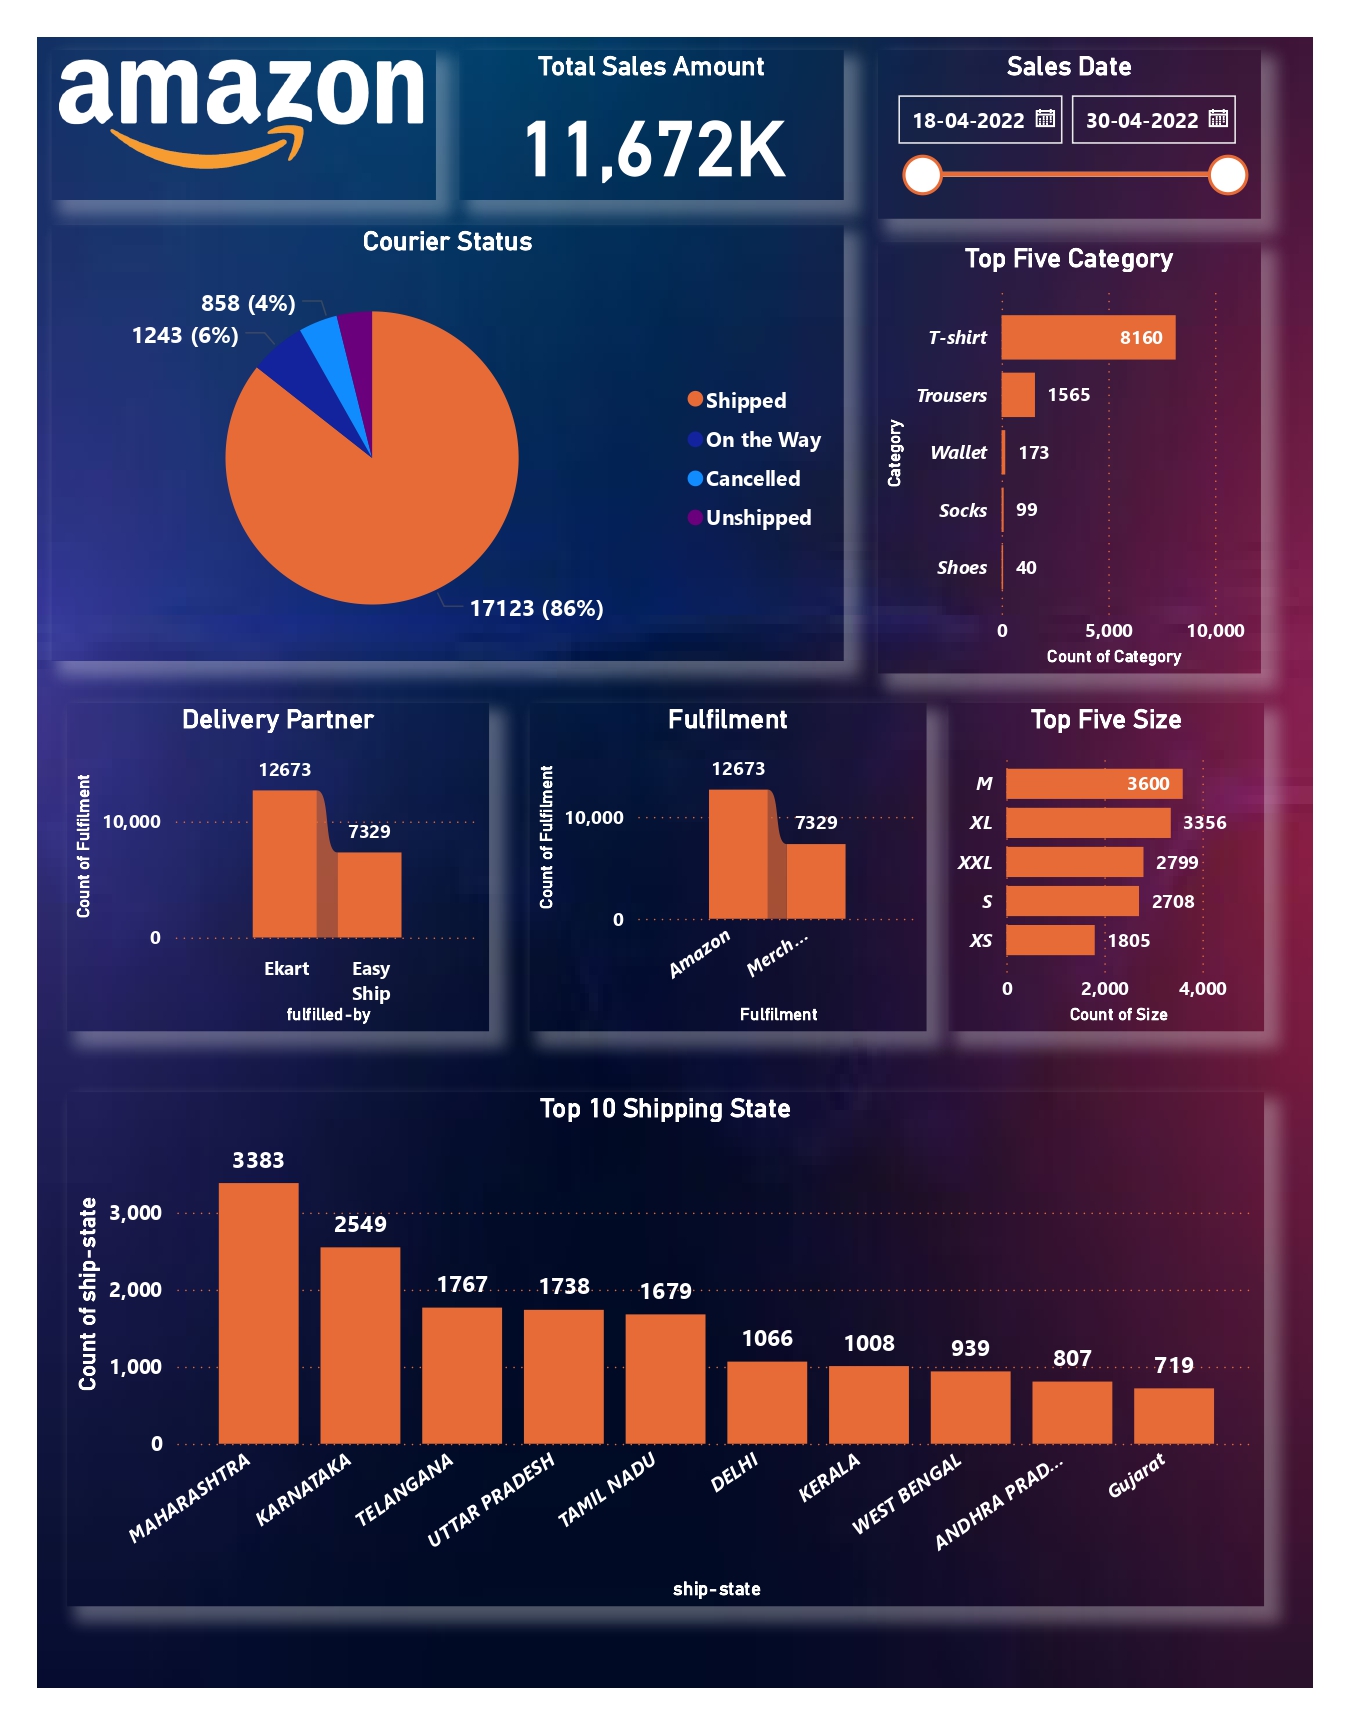 amazon
Total Sales Amount
11,672K
Sales Date
18-04-2022
30-04-2022
Courier Status
858 (4%)
1243 (6%)
17123 (86%)
Shipped
On the Way
Cancelled
Unshipped
Top Five Category
Category
T-shirt
8160
Trousers
1565
Wallet
173
Socks
99
Shoes
40
0
5,000
10,000
Count of Category
Delivery Partner
Count of Fulfilment
12673
10,000
7329
0
Ekart
Easy
Ship
fulfilled-by
Fulfilment
Count of Fulfilment
12673
10,000
7329
0
Amazon
Merch...
Fulfilment
Top Five Size
M
3600
XL
3356
XXL
2799
S
2708
XS
1805
0
2,000
4,000
Count of Size
Top 10 Shipping State
Count of ship-state
3,000
2,000
1,000
0
3383
2549
1767
1738
1679
1066
1008
939
807
719
MAHARASHTRA
KARNATAKA
TELANGANA
UTTAR PRADESH
TAMIL NADU
DELHI
KERALA
WEST BENGAL
ANDHRA PRAD...
Gujarat
ship-state